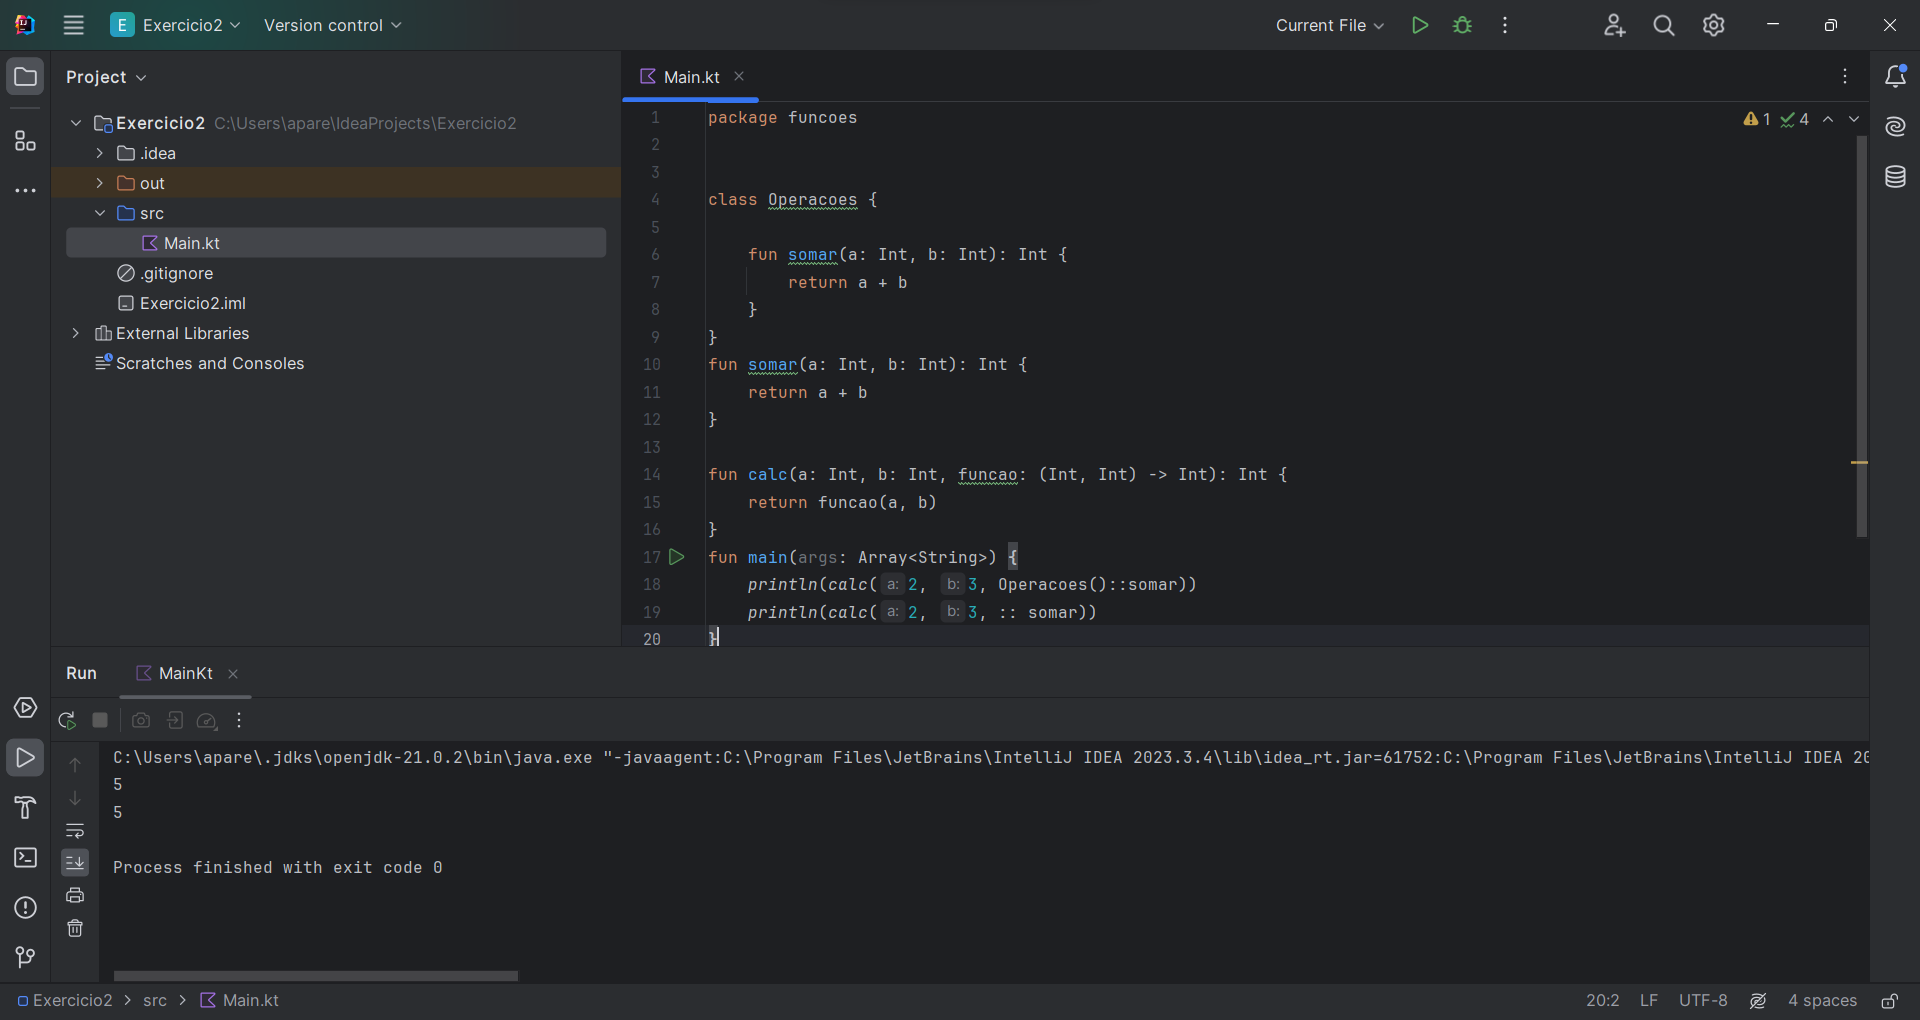 E Exercicio2 Version control Current File
Project
Exercicio2 C:\Users\apare\IdeaProjects\Exercicio2
.idea
out
src
Main.kt
.gitignore
Exercicio2.iml
External Libraries
Scratches and Consoles
Main.kt
1 4
1 package funcoes
2
3
4 class Operacoes {
5
6 fun somar(a: Int, b: Int): Int {
7 return a + b
8 }
9 }
10 fun somar(a: Int, b: Int): Int {
11 return a + b
12 }
13
14 fun calc(a: Int, b: Int, funcao: (Int, Int) -> Int): Int {
15 return funcao(a, b)
16 }
17 fun main(args: Array<String>) {
18 println(calc( a: 2, b: 3, Operacoes()::somar))
19 println(calc( a: 2, b: 3, :: somar))
20 }
Run MainKt
C:\Users\apare\.jdks\openjdk-21.0.2\bin\java.exe "-javaagent:C:\Program Files\JetBrains\IntelliJ IDEA 2023.3.4\lib\idea_rt.jar=61752:C:\Program Files\JetBrains\IntelliJ IDEA 20
5
5
Process finished with exit code 0
Exercicio2 > src > Main.kt 20:2 LF UTF-8 4 spaces